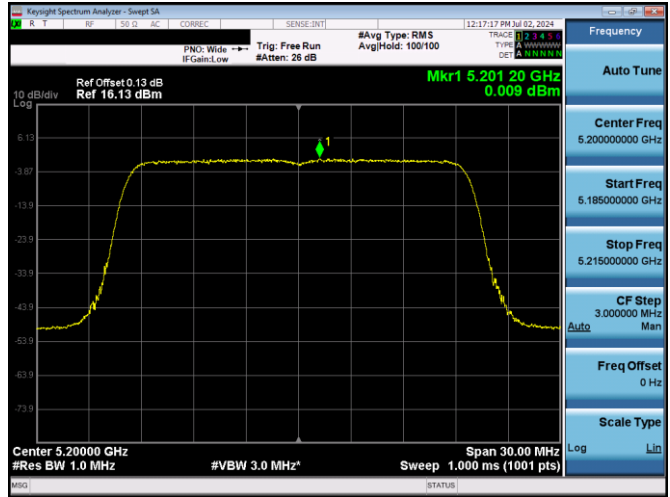 Keysight Spectrum Analyzer - Swept SA
R T RF 50 Ω AC CORREC SENSE:INT 12:17:17 PM Jul 02, 2024
PNO: Wide
IFGain:Low
Trig: Free Run
#Atten: 26 dB
#Avg Type: RMS
Avg|Hold: 100/100
TRACE 1 2 3 4 5 6
TYPE A WWWWW
DET A N N N N N
Mkr1 5.201 20 GHz
0.009 dBm
Ref Offset 0.13 dB
10 dB/div Ref 16.13 dBm
Log
1
6.13
-3.87
-13.9
-23.9
-33.9
-43.9
-53.9
-63.9
-73.9
Center 5.20000 GHz Span 30.00 MHz
#Res BW 1.0 MHz #VBW 3.0 MHz* Sweep 1.000 ms (1001 pts)
MSG STATUS
Frequency
Auto Tune
Center Freq
5.200000000 GHz
Start Freq
5.185000000 GHz
Stop Freq
5.215000000 GHz
CF Step
3.000000 MHz
Auto Man
Freq Offset
0 Hz
Scale Type
Log Lin